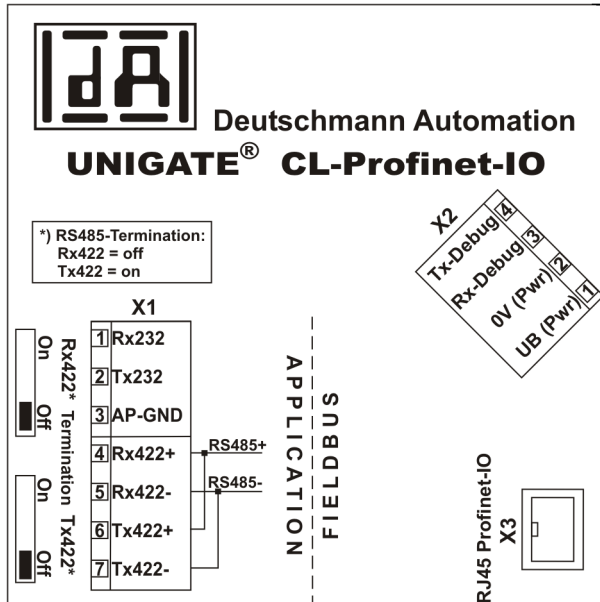 dA
Deutschmann Automation
UNIGATE® CL-Profinet-IO
*) RS485-Termination:
Rx422 = off
Tx422 = on
X2
4 Tx-Debug
3 Rx-Debug
2 0V (Pwr)
1 UB (Pwr)
X1
1 Rx232
2 Tx232
3 AP-GND
4 Rx422+
5 Rx422-
6 Tx422+
7 Tx422-
RS485+
RS485-
Rx422* Termination Tx422*
On Off
On Off
APPLICATION
FIELDBUS
RJ45 Profinet-IO
X3